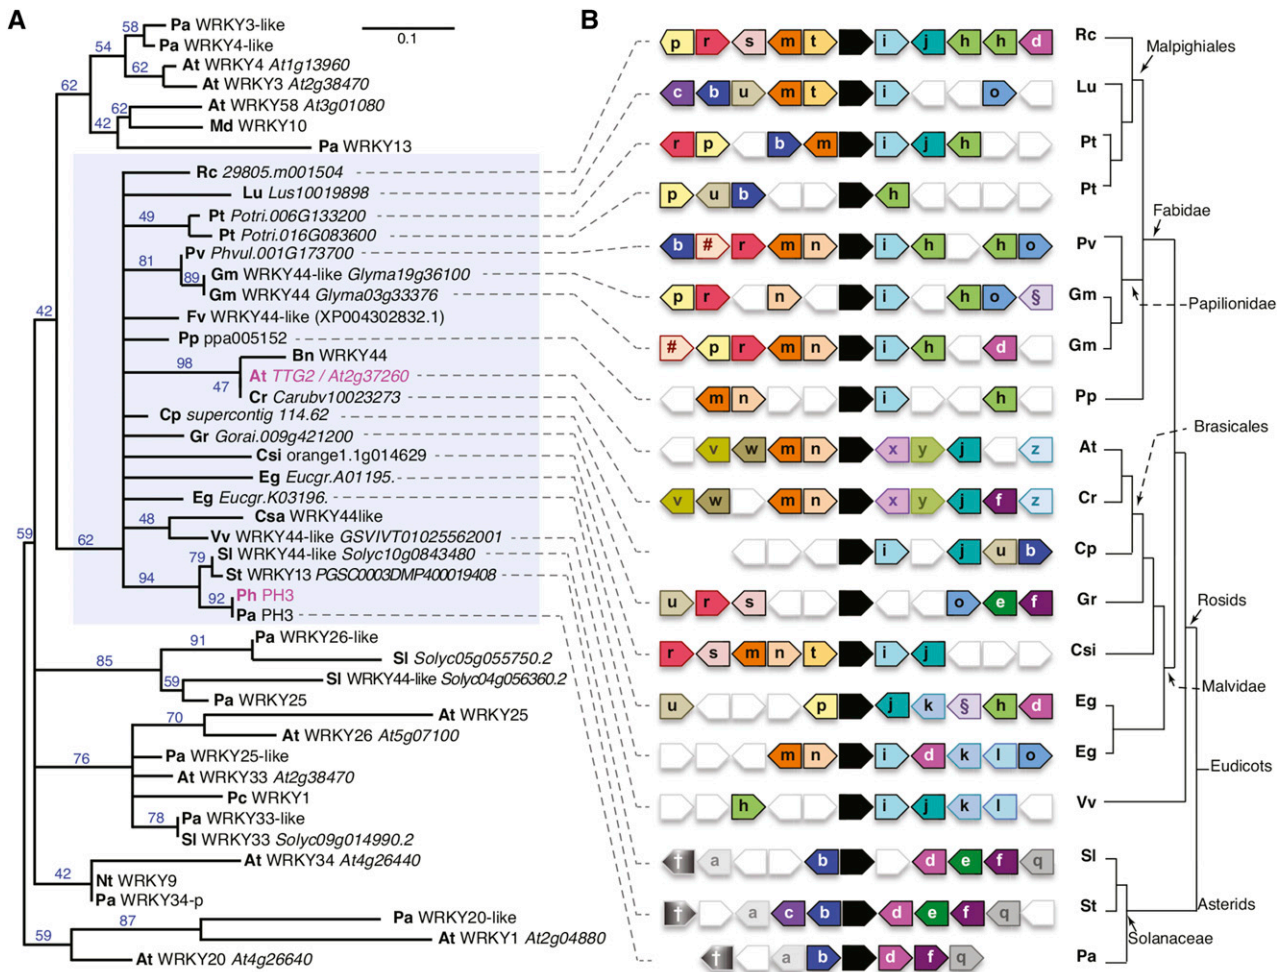 A
58
Pa WRKY3-like
Pa WRKY4-like
54
62
At WRKY4 At1g13960
At WRKY3 At2g38470
62
62
At WRKY58 At3g01080
42
Md WRKY10
Pa WRKY13
0.1
Rc 29805.m001504
Lu Lus10019898
49
Pt Potri.006G133200
Pt Potri.016G083600
81
Pv Phvul.001G173700
89
Gm WRKY44-like Glyma19g36100
Gm WRKY44 Glyma03g33376
42
Fv WRKY44-like (XP004302832.1)
Pp ppa005152
98
Bn WRKY44
47
At TTG2 / At2g37260
Cr Carubv10023273
Cp supercontig 114.62
Gr Gorai.009g421200
Csi orange1.1g014629
Eg Eucgr.A01195.
Eg Eucgr.K03196.
59
62
48
Csa WRKY44like
Vv WRKY44-like GSVIVT01025562001
79
Sl WRKY44-like Solyc10g0843480
St WRKY13 PGSC0003DMP400019408
94
92
Ph PH3
Pa PH3
85
91
Pa WRKY26-like
Sl Solyc05g055750.2
59
Sl WRKY44-like Solyc04g056360.2
Pa WRKY25
70
At WRKY25
At WRKY26 At5g07100
76
Pa WRKY25-like
At WRKY33 At2g38470
Pc WRKY1
78
Pa WRKY33-like
Sl WRKY33 Solyc09g014990.2
42
At WRKY34 At4g26440
Nt WRKY9
Pa WRKY34-p
87
Pa WRKY20-like
59
At WRKY1 At2g04880
At WRKY20 At4g26640
B
p r s m t i j h h d Rc
c b u m t i o Lu
r p b m i j h Pt
p u b h Pt
b # r m n i h h o Pv
p r n i h o § Gm
# p r m n i h d Gm
m n i h Pp
v w m n x y j z At
v w m n x y j f z Cr
i j u b Cp
u r s o e f Gr
r s m n t i j Csi
u p j k § h d Eg
m n i d k l o Eg
h i j k l Vv
† a b d e f q Sl
† a c b d e f q St
† a b d f q Pa
Malpighiales
Fabidae
Papilionidae
Brasicales
Rosids
Malvidae
Eudicots
Asterids
Solanaceae